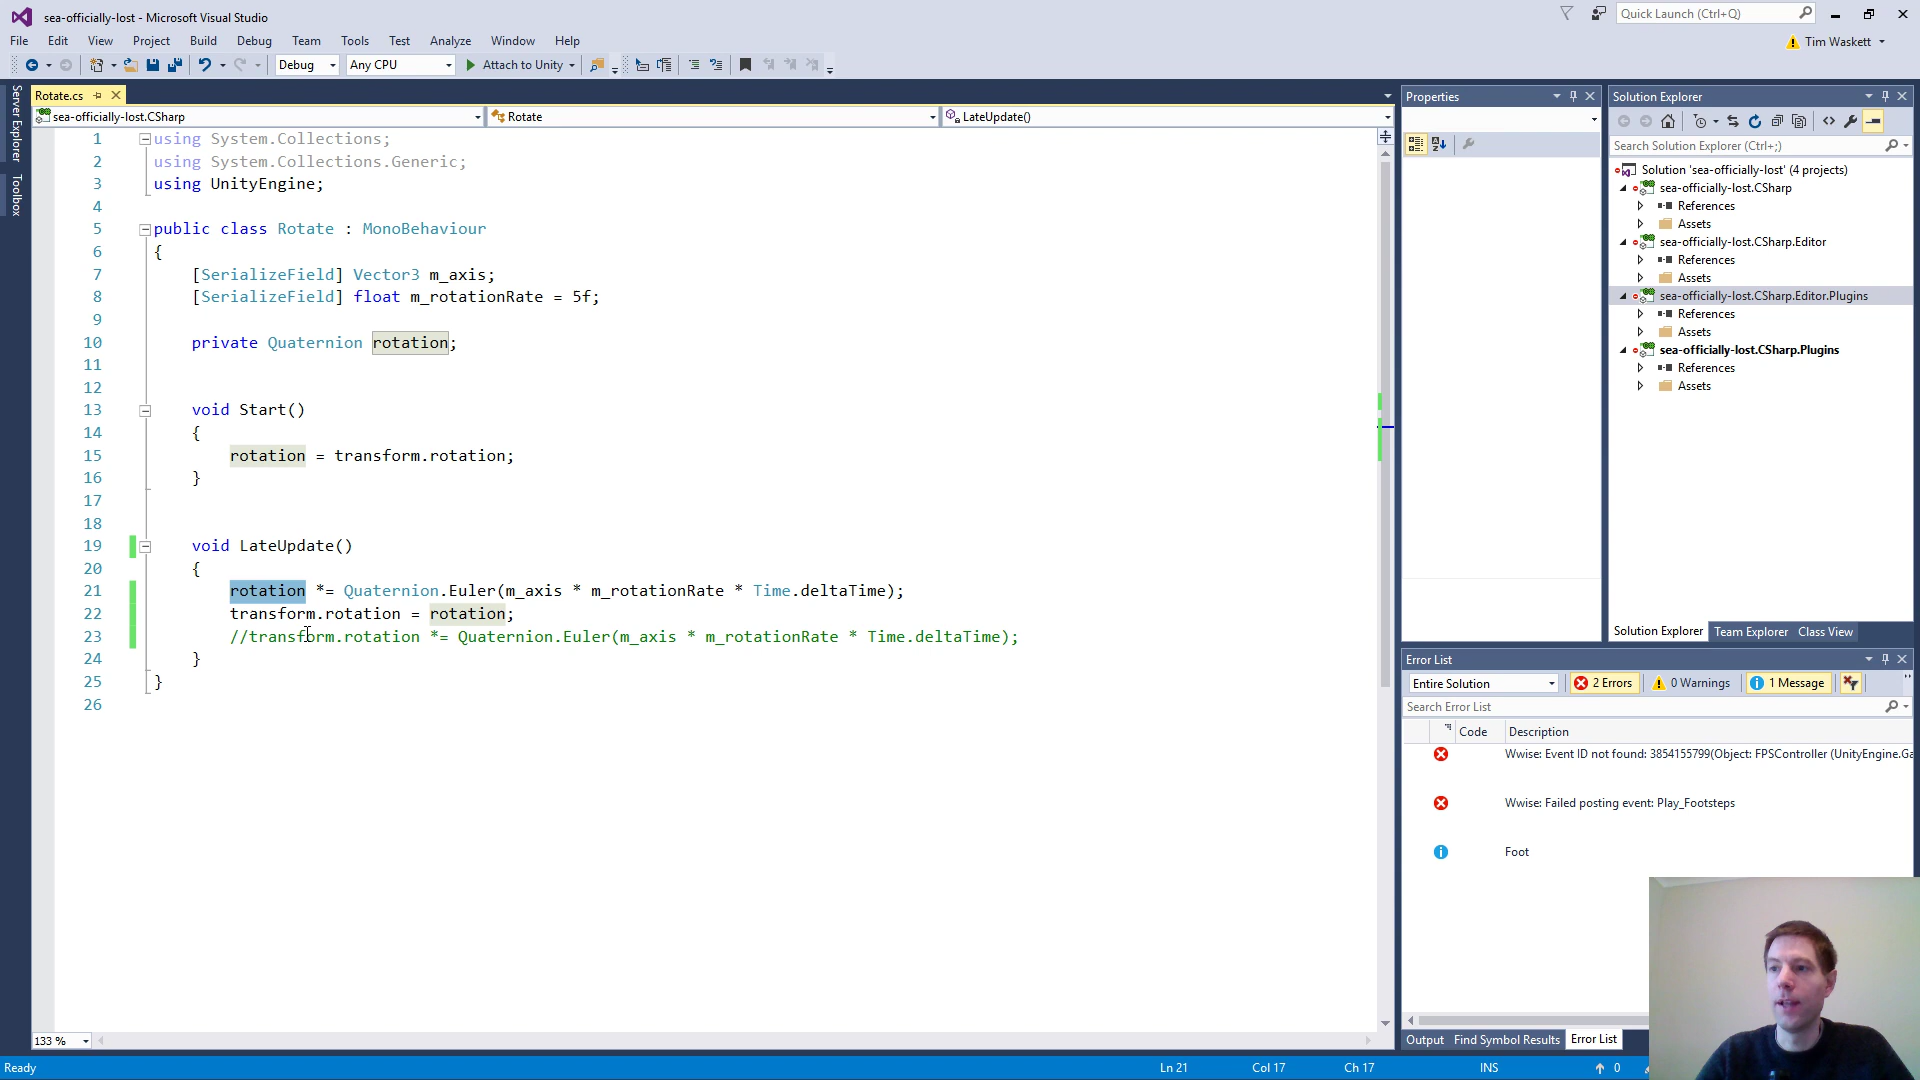 sea-officially-lost - Microsoft Visual Studio
Quick Launch (Ctrl+Q)
File Edit View Project Build Debug Team Tools Test Analyze Window Help
Tim Waskett
Debug Any CPU Attach to Unity
Server Explorer
Toolbox
Rotate.cs
sea-officially-lost.CSharp Rotate LateUpdate()
1 using System.Collections;
2 using System.Collections.Generic;
3 using UnityEngine;
4
5 public class Rotate : MonoBehaviour
6 {
7 [SerializeField] Vector3 m_axis;
8 [SerializeField] float m_rotationRate = 5f;
9
10 private Quaternion rotation;
11
12
13 void Start()
14 {
15 rotation = transform.rotation;
16 }
17
18
19 void LateUpdate()
20 {
21 rotation *= Quaternion.Euler(m_axis * m_rotationRate * Time.deltaTime);
22 transform.rotation = rotation;
23 //transform.rotation *= Quaternion.Euler(m_axis * m_rotationRate * Time.deltaTime);
24 }
25 }
26
133 %
Properties
Solution Explorer
Search Solution Explorer (Ctrl+;)
Solution 'sea-officially-lost' (4 projects)
sea-officially-lost.CSharp
References
Assets
sea-officially-lost.CSharp.Editor
References
Assets
sea-officially-lost.CSharp.Editor.Plugins
References
Assets
sea-officially-lost.CSharp.Plugins
References
Assets
Solution Explorer Team Explorer Class View
Error List
Entire Solution 2 Errors 0 Warnings 1 Message
Search Error List
Code Description
Wwise: Event ID not found: 3854155799(Object: FPSController (UnityEngine.Ga
Wwise: Failed posting event: Play_Footsteps
Foot
Output Find Symbol Results Error List
Ready Ln 21 Col 17 Ch 17 INS 0